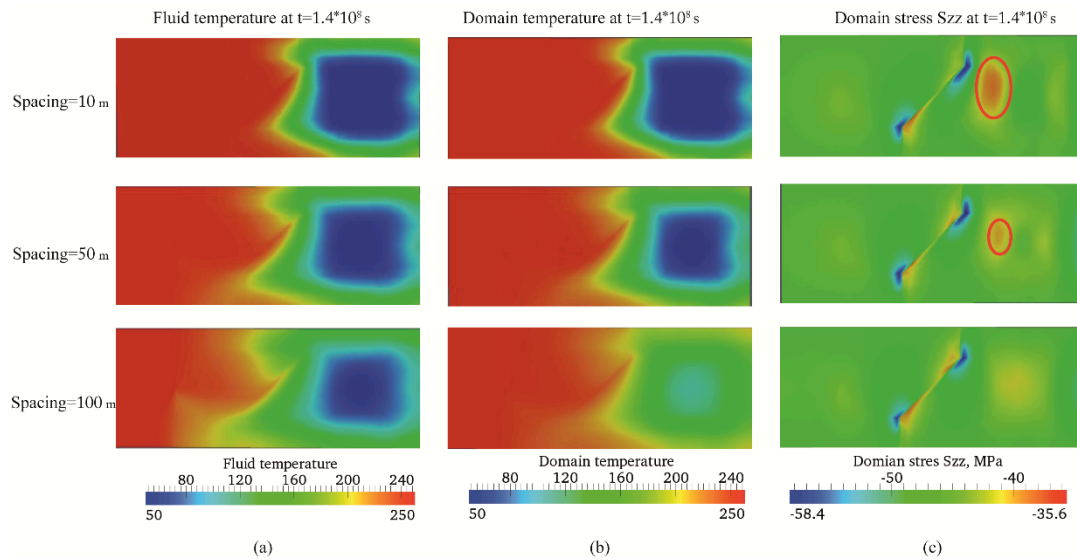 Fluid temperature at t=1.4*10⁸ s Domain temperature at t=1.4*10⁸ s Domain stress Szz at t=1.4*10⁸ s
Spacing=10 m
Spacing=50 m
Spacing=100 m
Fluid temperature Domain temperature Domian stres Szz, MPa
80 120 160 200 240 80 120 160 200 240 -50 -40
50 250 50 250 -58.4 -35.6
(a) (b) (c)